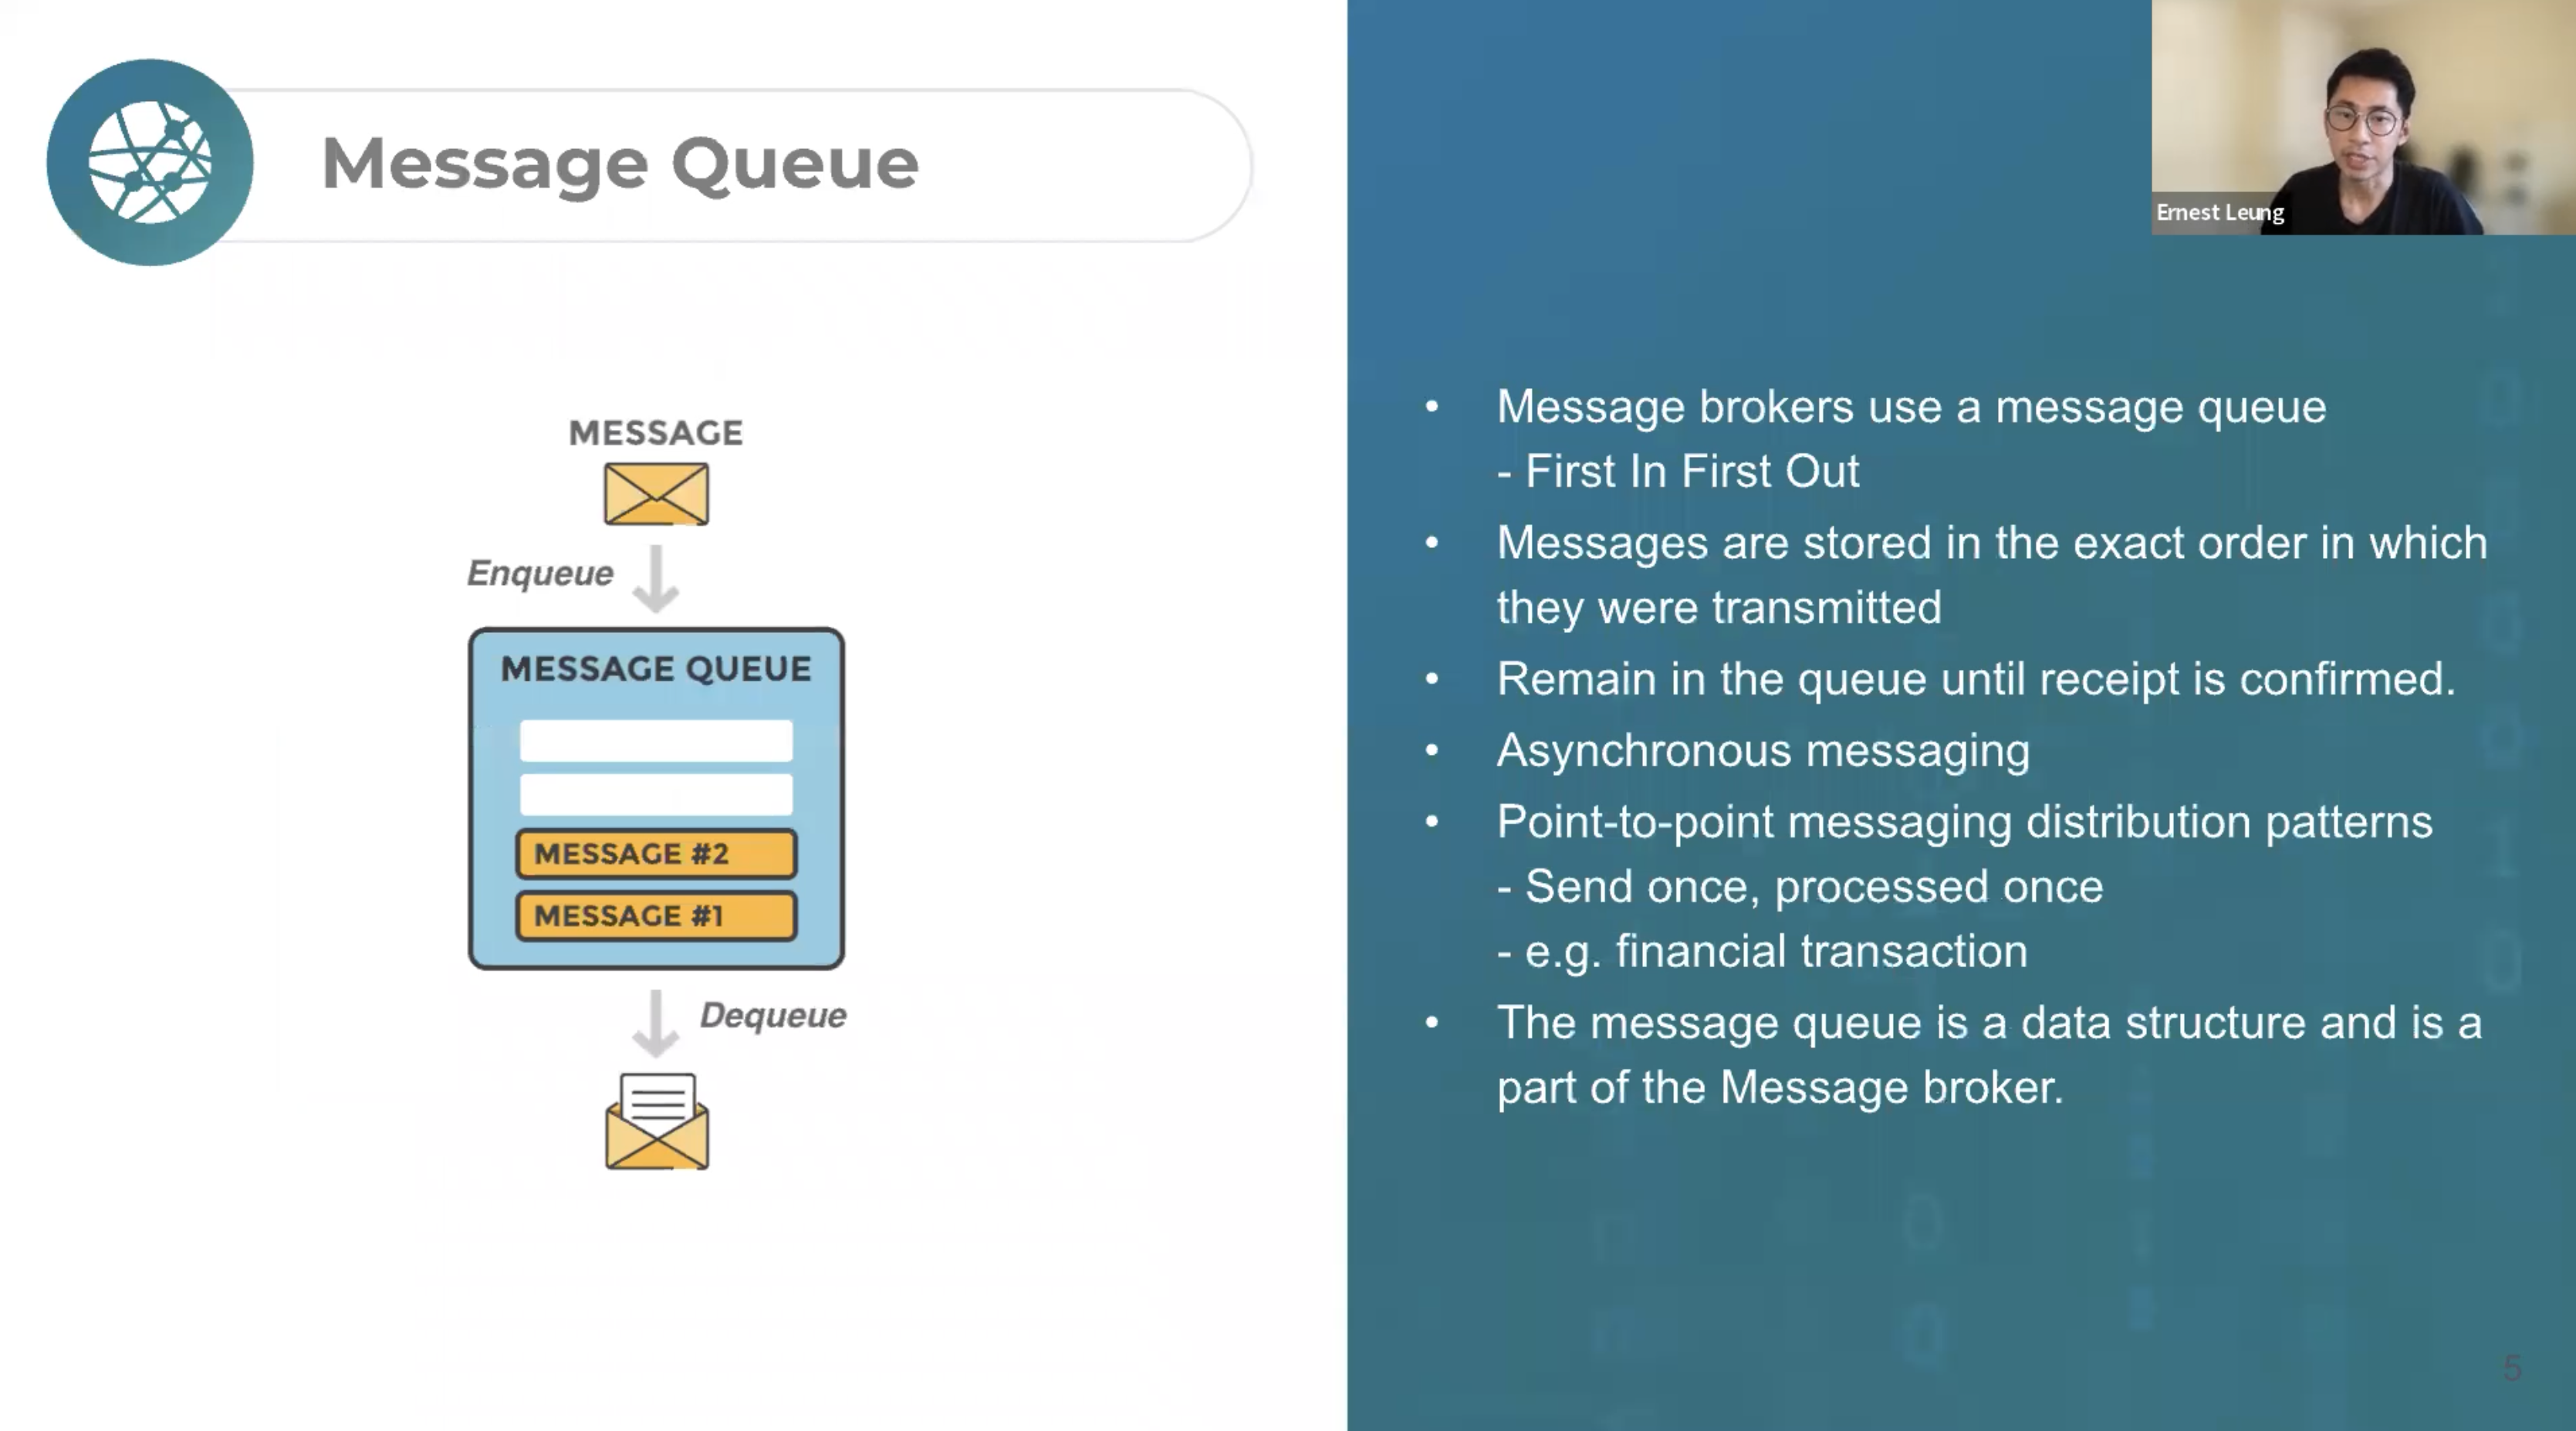 Message Queue
Ernest Leung
MESSAGE
Enqueue
MESSAGE QUEUE
MESSAGE #2
MESSAGE #1
Dequeue
• Message brokers use a message queue
- First In First Out
• Messages are stored in the exact order in which
they were transmitted
• Remain in the queue until receipt is confirmed.
• Asynchronous messaging
• Point-to-point messaging distribution patterns
- Send once, processed once
- e.g. financial transaction
• The message queue is a data structure and is a
part of the Message broker.
5